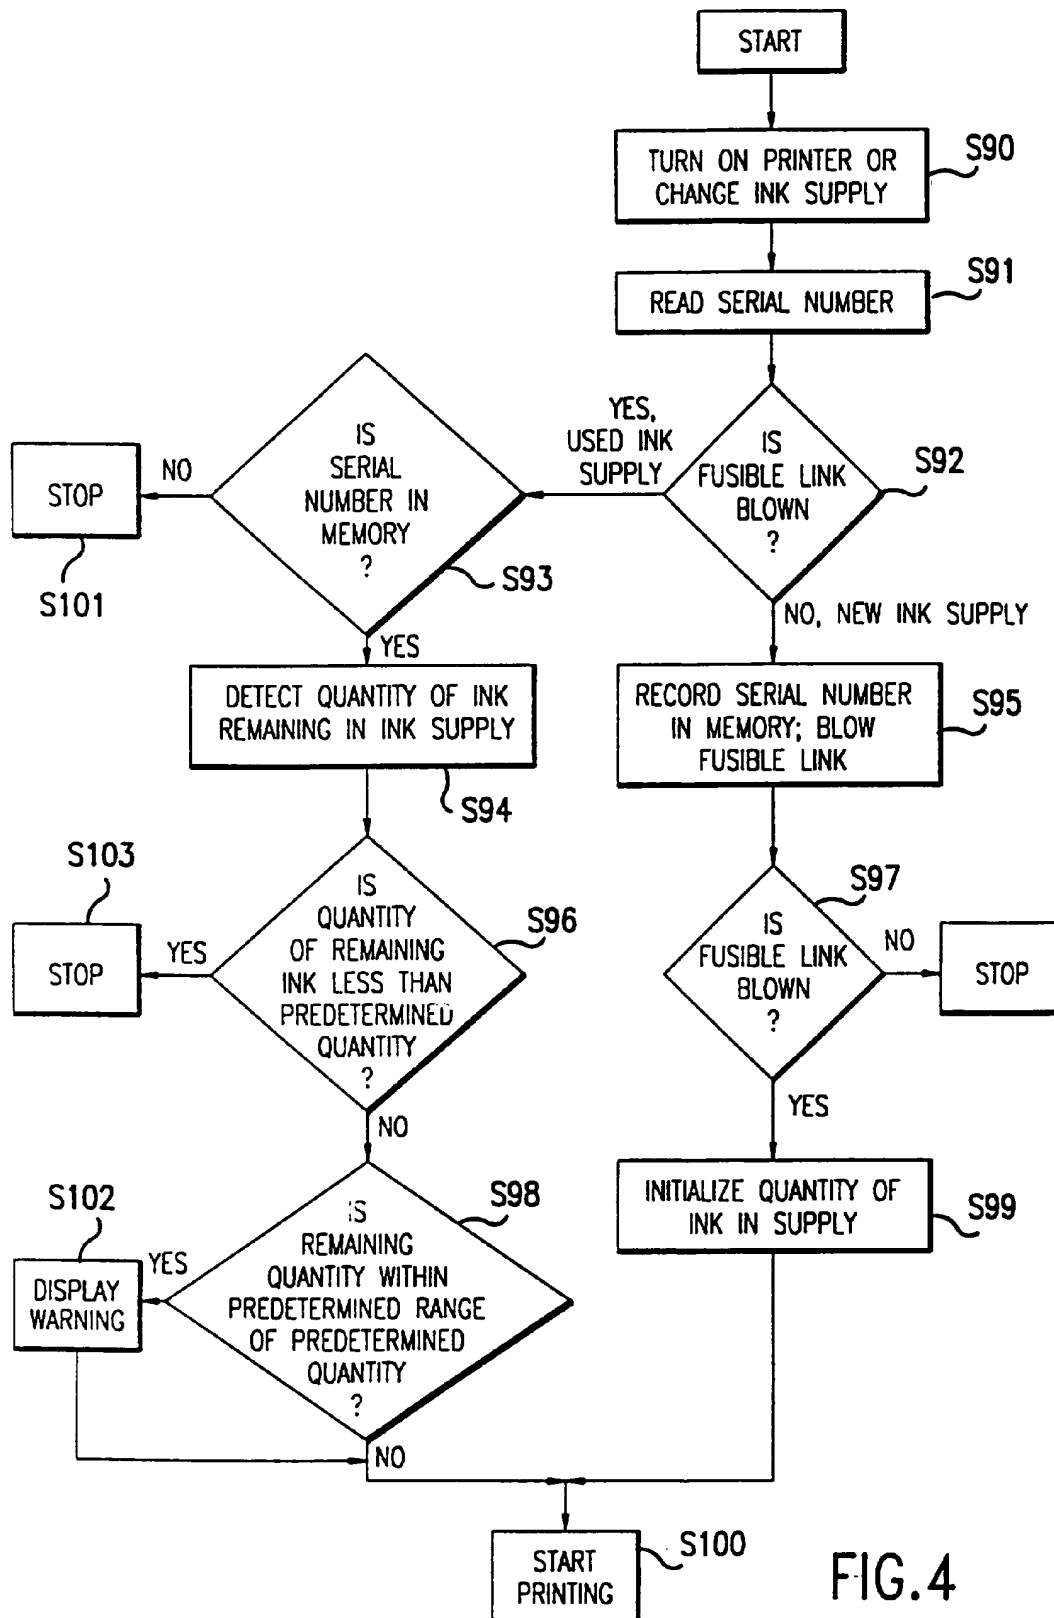 START
TURN ON PRINTER OR
CHANGE INK SUPPLY
S90
READ SERIAL NUMBER
S91
IS
FUSIBLE LINK
BLOWN
?
S92
YES,
USED INK
SUPPLY
IS
SERIAL
NUMBER IN
MEMORY
?
S93
NO
STOP
S101
YES
DETECT QUANTITY OF INK
REMAINING IN INK SUPPLY
S94
NO, NEW INK SUPPLY
RECORD SERIAL NUMBER
IN MEMORY; BLOW
FUSIBLE LINK
S95
IS
QUANTITY
OF REMAINING
INK LESS THAN
PREDETERMINED
QUANTITY
?
S96
YES
STOP
S103
IS
FUSIBLE LINK
BLOWN
?
S97
NO
STOP
NO
YES
IS
REMAINING
QUANTITY WITHIN
PREDETERMINED RANGE
OF PREDETERMINED
QUANTITY
?
S98
YES
DISPLAY
WARNING
S102
INITIALIZE QUANTITY OF
INK IN SUPPLY
S99
NO
START
PRINTING
S100
FIG.4